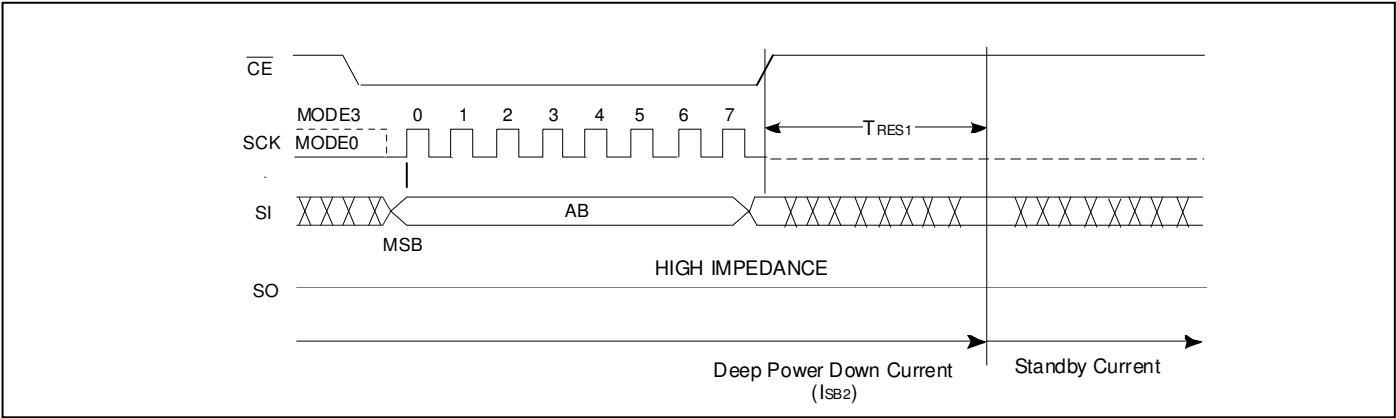 CE
MODE3 0 1 2 3 4 5 6 7
SCK MODE0
TRES1
SI AB
MSB
HIGH IMPEDANCE
SO
Deep Power Down Current
(ISB2)
Standby Current